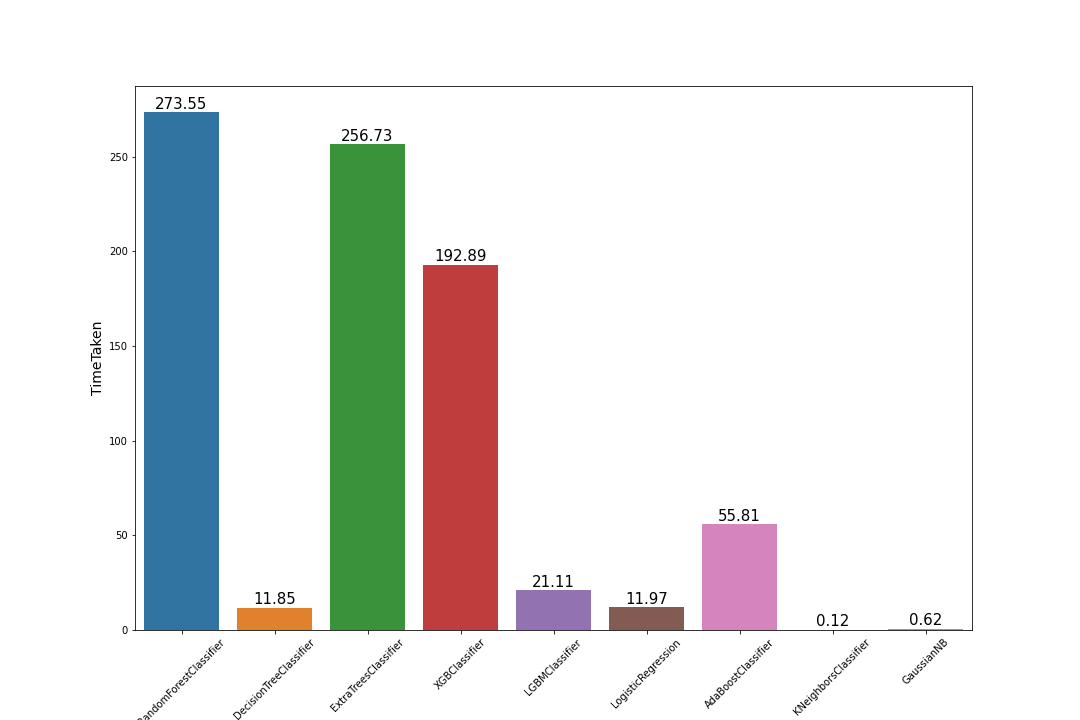 273.55
256.73
250
200
192.89
TimeTaken
150
100
50
55.81
21.11
11.85
11.97
0.12
0.62
0
andomForestClassifier
DecisionTreeClassifier
ExtraTreesClassifier
XGBClassifier
LGBMClassifier
LogisticRegression
AdaBoostClassifier
KNeighborsClassifier
GaussianNB